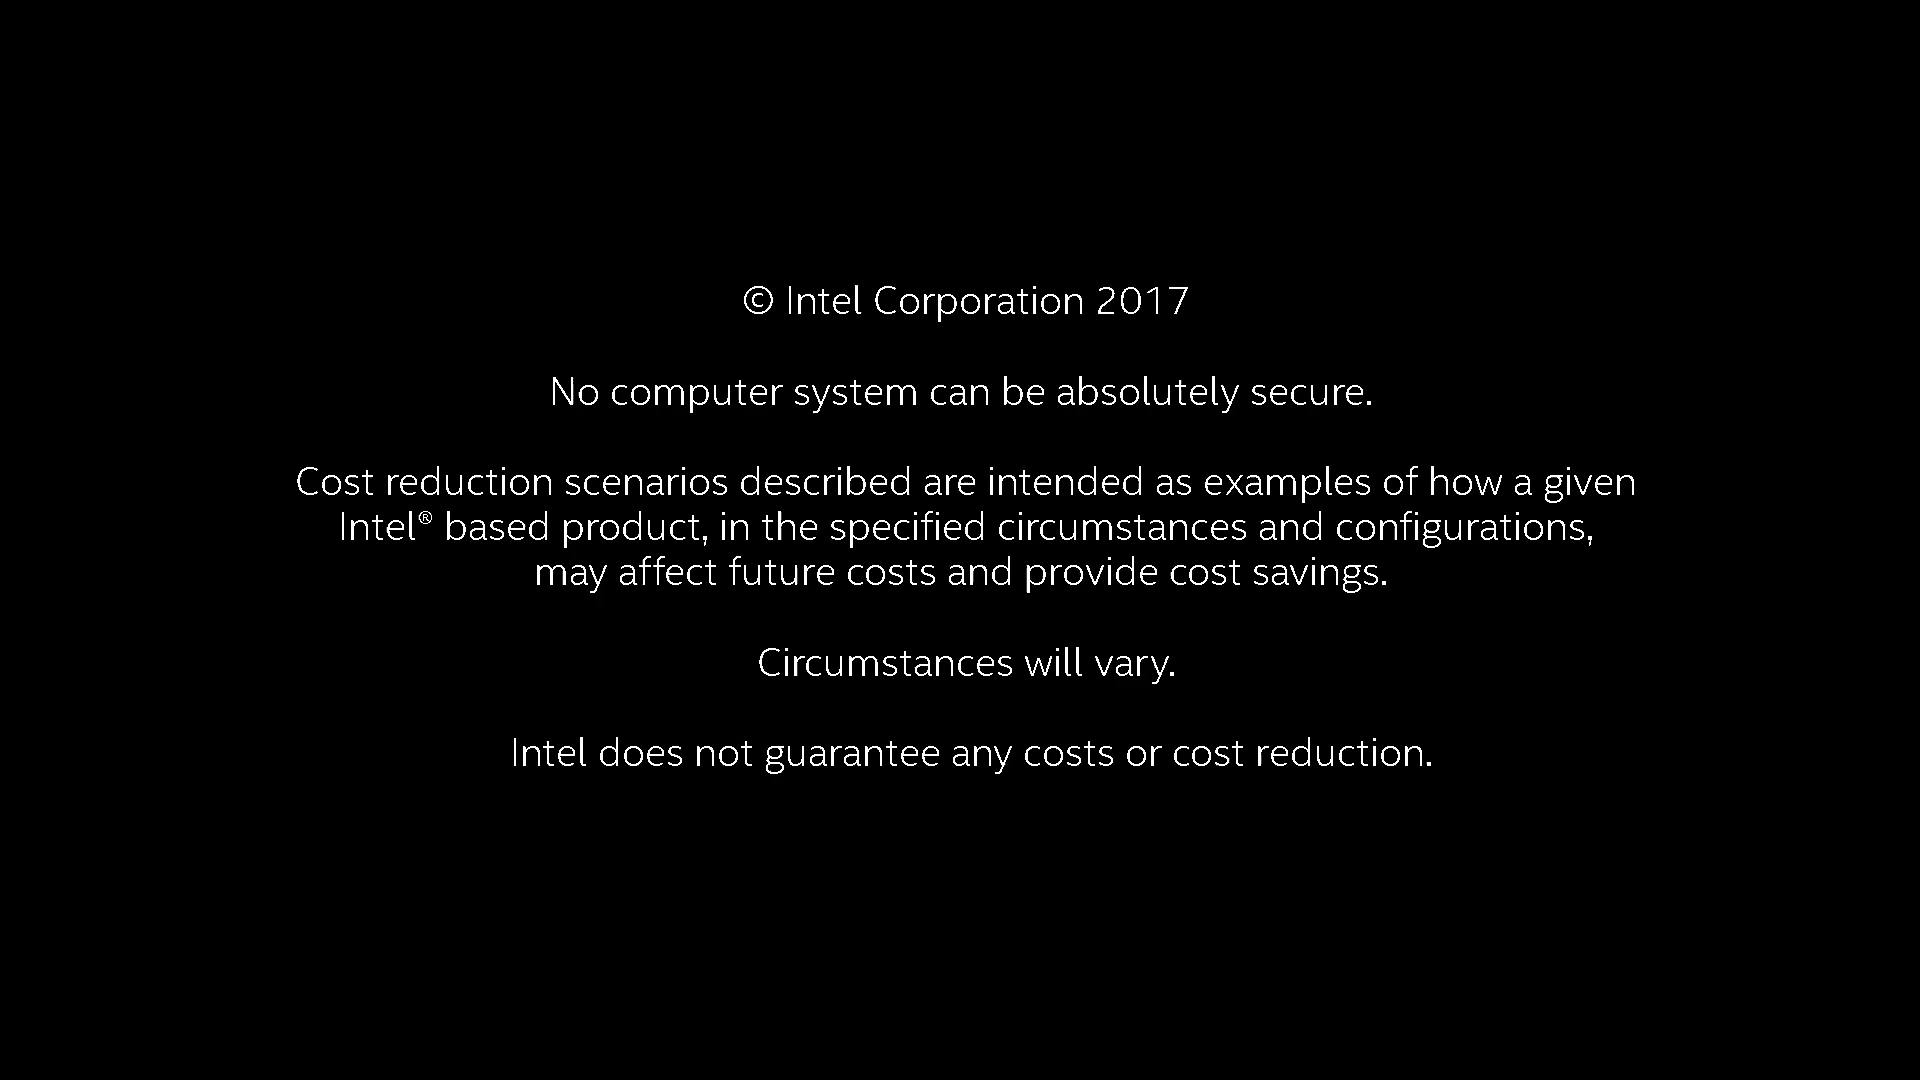 © Intel Corporation 2017
No computer system can be absolutely secure.
Cost reduction scenarios described are intended as examples of how a given
Intel® based product, in the specified circumstances and configurations,
may affect future costs and provide cost savings.
Circumstances will vary.
Intel does not guarantee any costs or cost reduction.